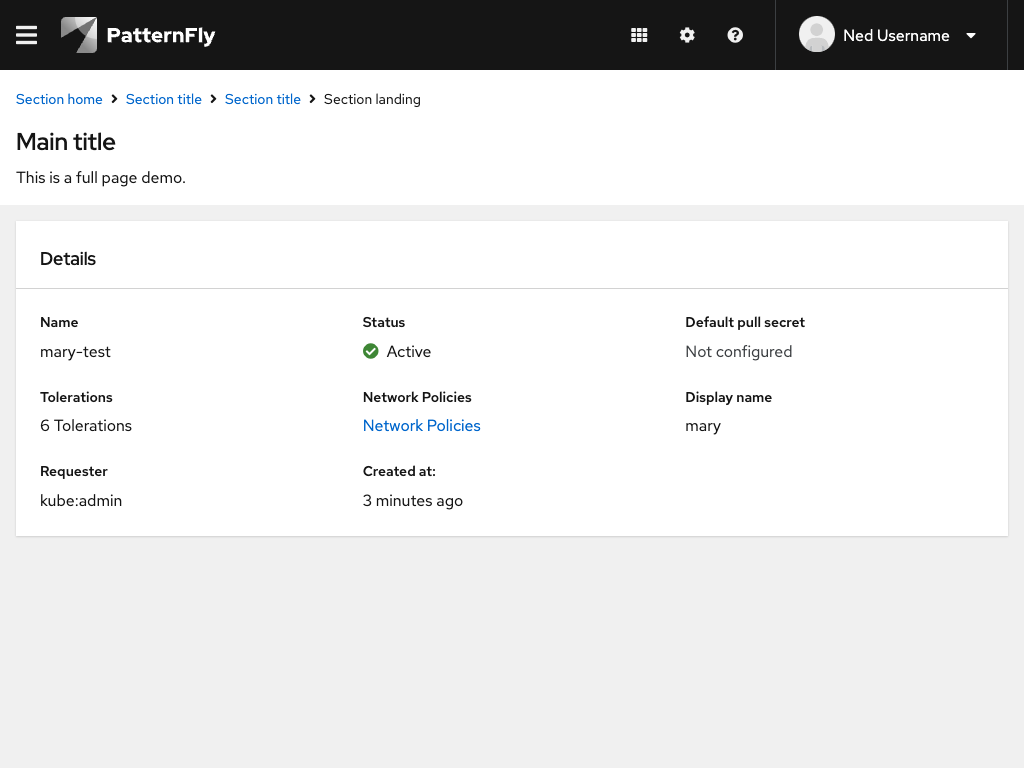 PatternFly
Ned Username
Section home Section title Section title Section landing
Main title
This is a full page demo.
Details
Name
mary-test
Status
Active
Default pull secret
Not configured
Tolerations
6 Tolerations
Network Policies
Network Policies
Display name
mary
Requester
kube:admin
Created at:
3 minutes ago